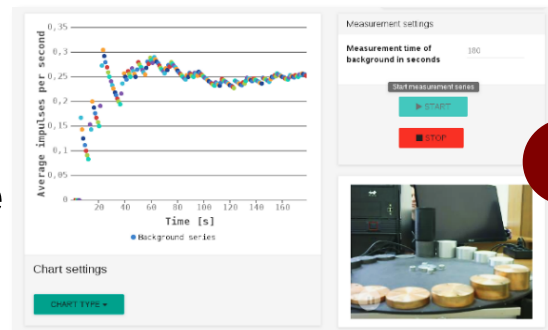 0,35
0,3
0,25
0,2
0,15
0,1
0,05
0
Average impulses per second
20 40 60 80 100 120 140 160
Time [s]
Background series
Chart settings
CHART TYPE
Measurement settings
Measurement time of
background in seconds
180
Start measurement series
START
STOP
e